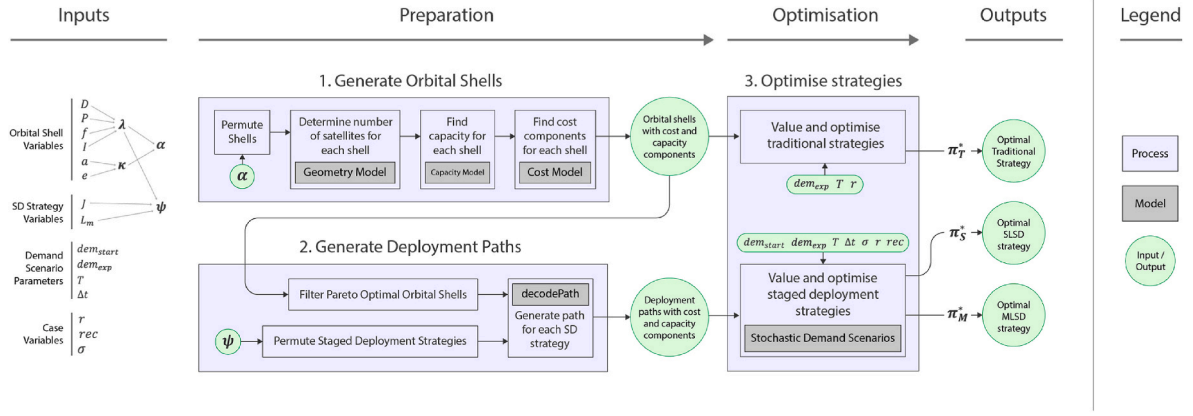 Inputs
Preparation
Optimisation
Outputs
Legend
Orbital Shell
Variables
D
P
f
I
a
e
λ
κ
α
SD Strategy
Variables
J
L_m
ψ
Demand
Scenario
Parameters
dem_start
dem_exp
T
Δt
Case
Variables
r
rec
σ
1. Generate Orbital Shells
Permute
Shells
α
Determine number
of satellites for
each shell
Geometry Model
Find
capacity for
each shell
Capacity Model
Find cost
components
for each shell
Cost Model
Orbital shells
with cost and
capacity
components
2. Generate Deployment Paths
Filter Pareto Optimal Orbital Shells
ψ
Permute Staged Deployment Strategies
decodePath
Generate path
for each SD
strategy
Deployment
paths with cost
and capacity
components
3. Optimise strategies
Value and optimise
traditional strategies
dem_exp T r
dem_start dem_exp T Δt σ r rec
Value and optimise
staged deployment
strategies
Stochastic Demand Scenarios
π*_T
π*_S
π*_M
Optimal
Traditional
Strategy
Optimal
SLSD
strategy
Optimal
MLSD
strategy
Process
Model
Input /
Output